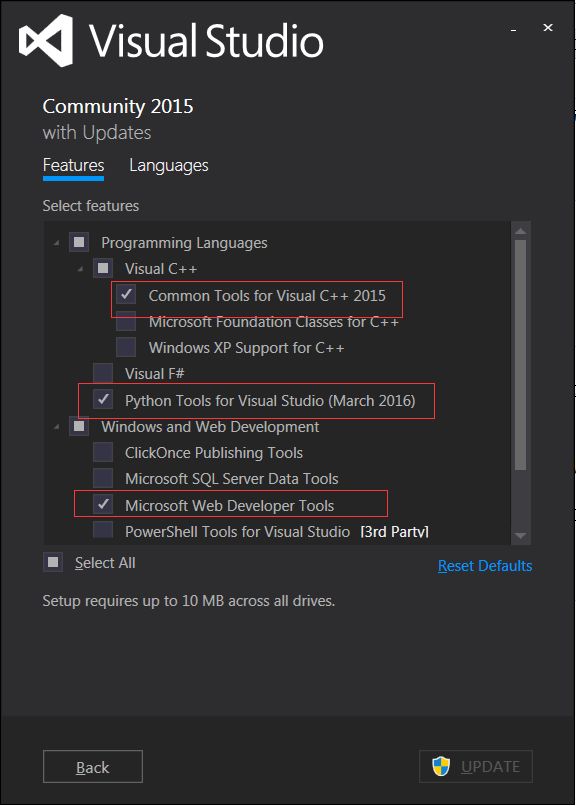 Visual Studio
Community 2015
with Updates
Features Languages
Select features
Programming Languages
Visual C++
Common Tools for Visual C++ 2015
Microsoft Foundation Classes for C++
Windows XP Support for C++
Visual F#
Python Tools for Visual Studio (March 2016)
Windows and Web Development
ClickOnce Publishing Tools
Microsoft SQL Server Data Tools
Microsoft Web Developer Tools
PowerShell Tools for Visual Studio [3rd Party]
Select All Reset Defaults
Setup requires up to 10 MB across all drives.
Back UPDATE